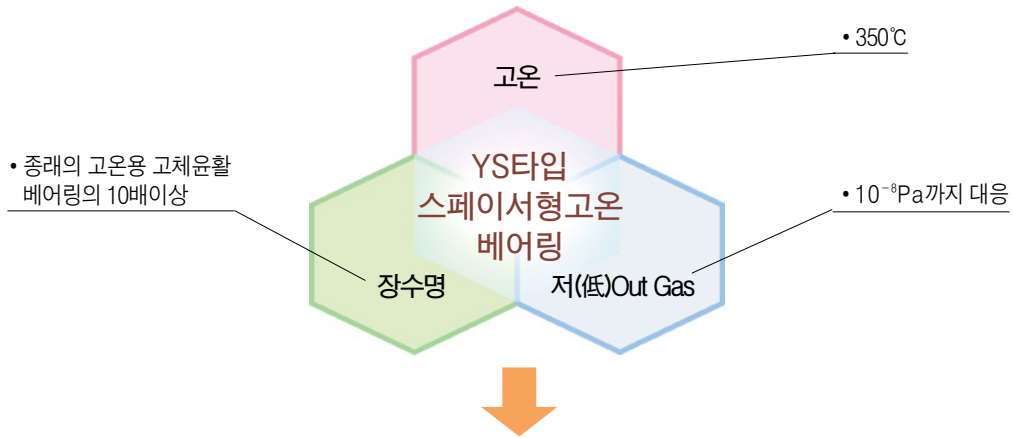 • 350℃
고온
• 종래의 고온용 고체윤활
베어링의 10배이상
YS타입
스페이서형고온
베어링
• 10⁻⁸Pa까지 대응
장수명
저(低)Out Gas